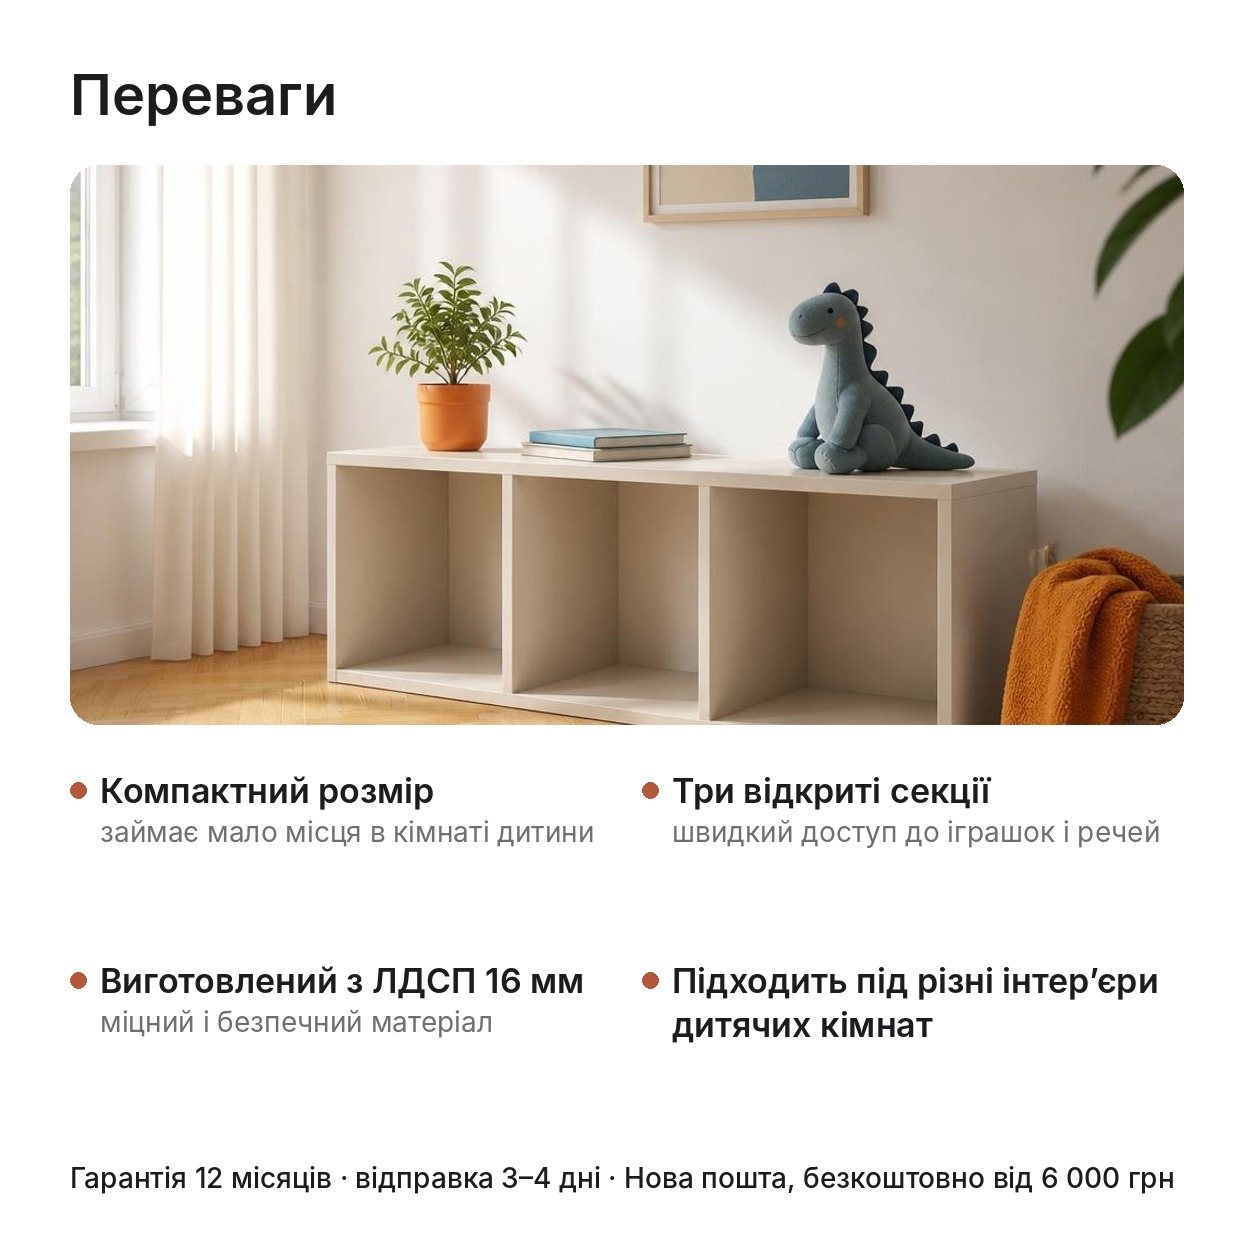 Переваги
Компактний розмір
займає мало місця в кімнаті дитини
Три відкриті секції
швидкий доступ до іграшок і речей
Виготовлений з ЛДСП 16 мм
міцний і безпечний матеріал
Підходить під різні інтер’єри
дитячих кімнат
Гарантія 12 місяців · відправка 3–4 дні · Нова пошта, безкоштовно від 6 000 грн